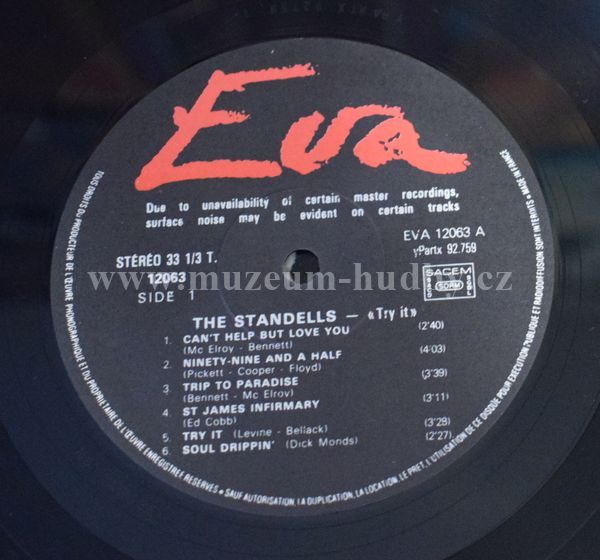 Eva
Due to unavailability of certain master recordings,
surface noise may be evident on certain tracks
STÉRÉO 33 1/3 T.
12063
SIDE 1
EVA 12063 A
Partx 92.759
SACEM
SDRM
www.muzeum-hudby.cz
THE STANDELLS — «Try it»
1. CAN'T HELP BUT LOVE YOU (2'40)
(Mc Elroy - Bennett)
2. NINETY-NINE AND A HALF (4'03)
(Pickett - Cooper - Floyd)
3. TRIP TO PARADISE (3'39)
(Bennett - Mc Elroy)
4. ST JAMES INFIRMARY (3'11)
(Ed Cobb)
5. TRY IT (Levine - Bellack) (3'28)
6. SOUL DRIPPIN' (Dick Monds) (2'27)
TOUS DROITS DU PRODUCTEUR DE L'ŒUVRE PHONOGRAPHIQUE ET DU PROPRIETAIRE DE L'ŒUVRE ENREGISTREE RESERVES • SAUF AUTORISATION, LA DUPLICATION, LA LOCATION, LE PRET, L'UTILISATION DE CE DISQUE POUR EXECUTION PUBLIQUE ET RADIODIFFUSION SONT INTERDITS • MADE IN FRANCE